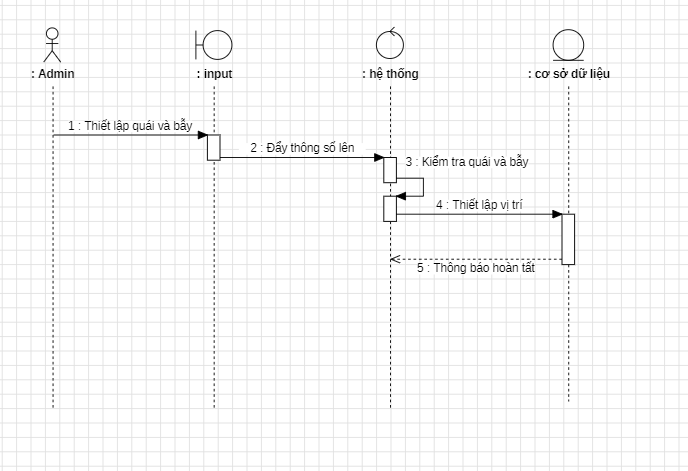 : Admin
: input
: hệ thống
: cơ sở dữ liệu
1 : Thiết lập quái và bẫy
2 : Đẩy thông số lên
3 : Kiểm tra quái và bẫy
4 : Thiết lập vị trí
5 : Thông báo hoàn tất